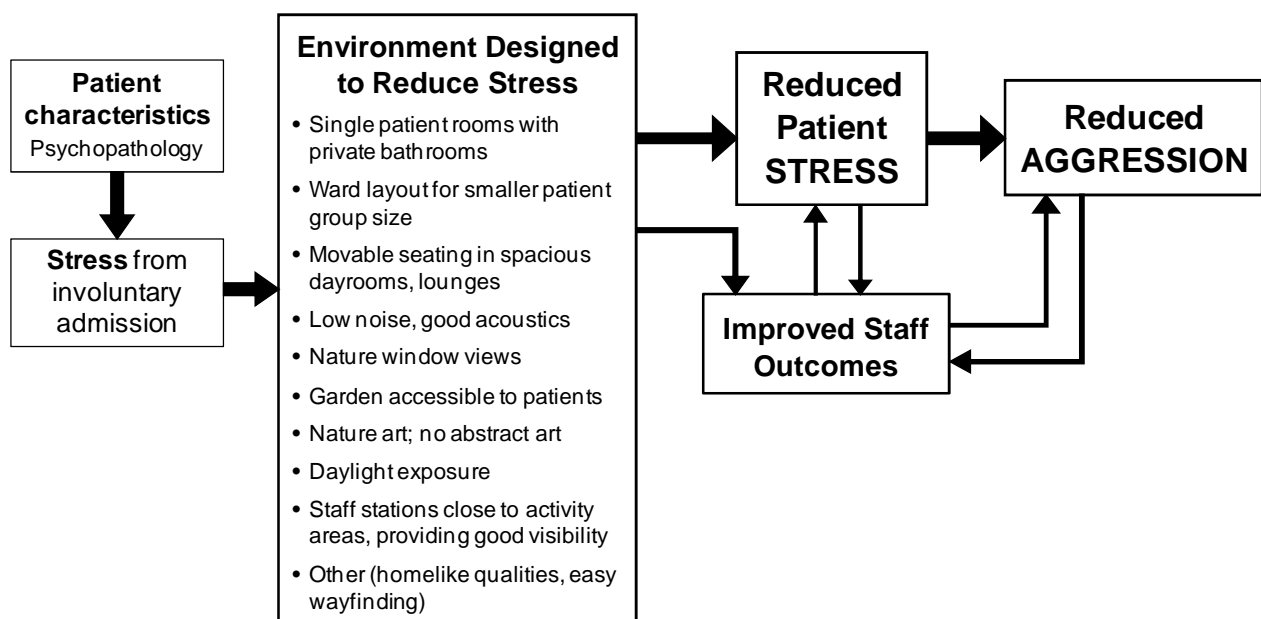 Patient
characteristics
Psychopathology
Stress from
involuntary
admission
Environment Designed
to Reduce Stress
• Single patient rooms with
private bathrooms
• Ward layout for smaller patient
group size
• Movable seating in spacious
dayrooms, lounges
• Low noise, good acoustics
• Nature window views
• Garden accessible to patients
• Nature art; no abstract art
• Daylight exposure
• Staff stations close to activity
areas, providing good visibility
• Other (homelike qualities, easy
wayfinding)
Reduced
Patient
STRESS
Improved Staff
Outcomes
Reduced
AGGRESSION